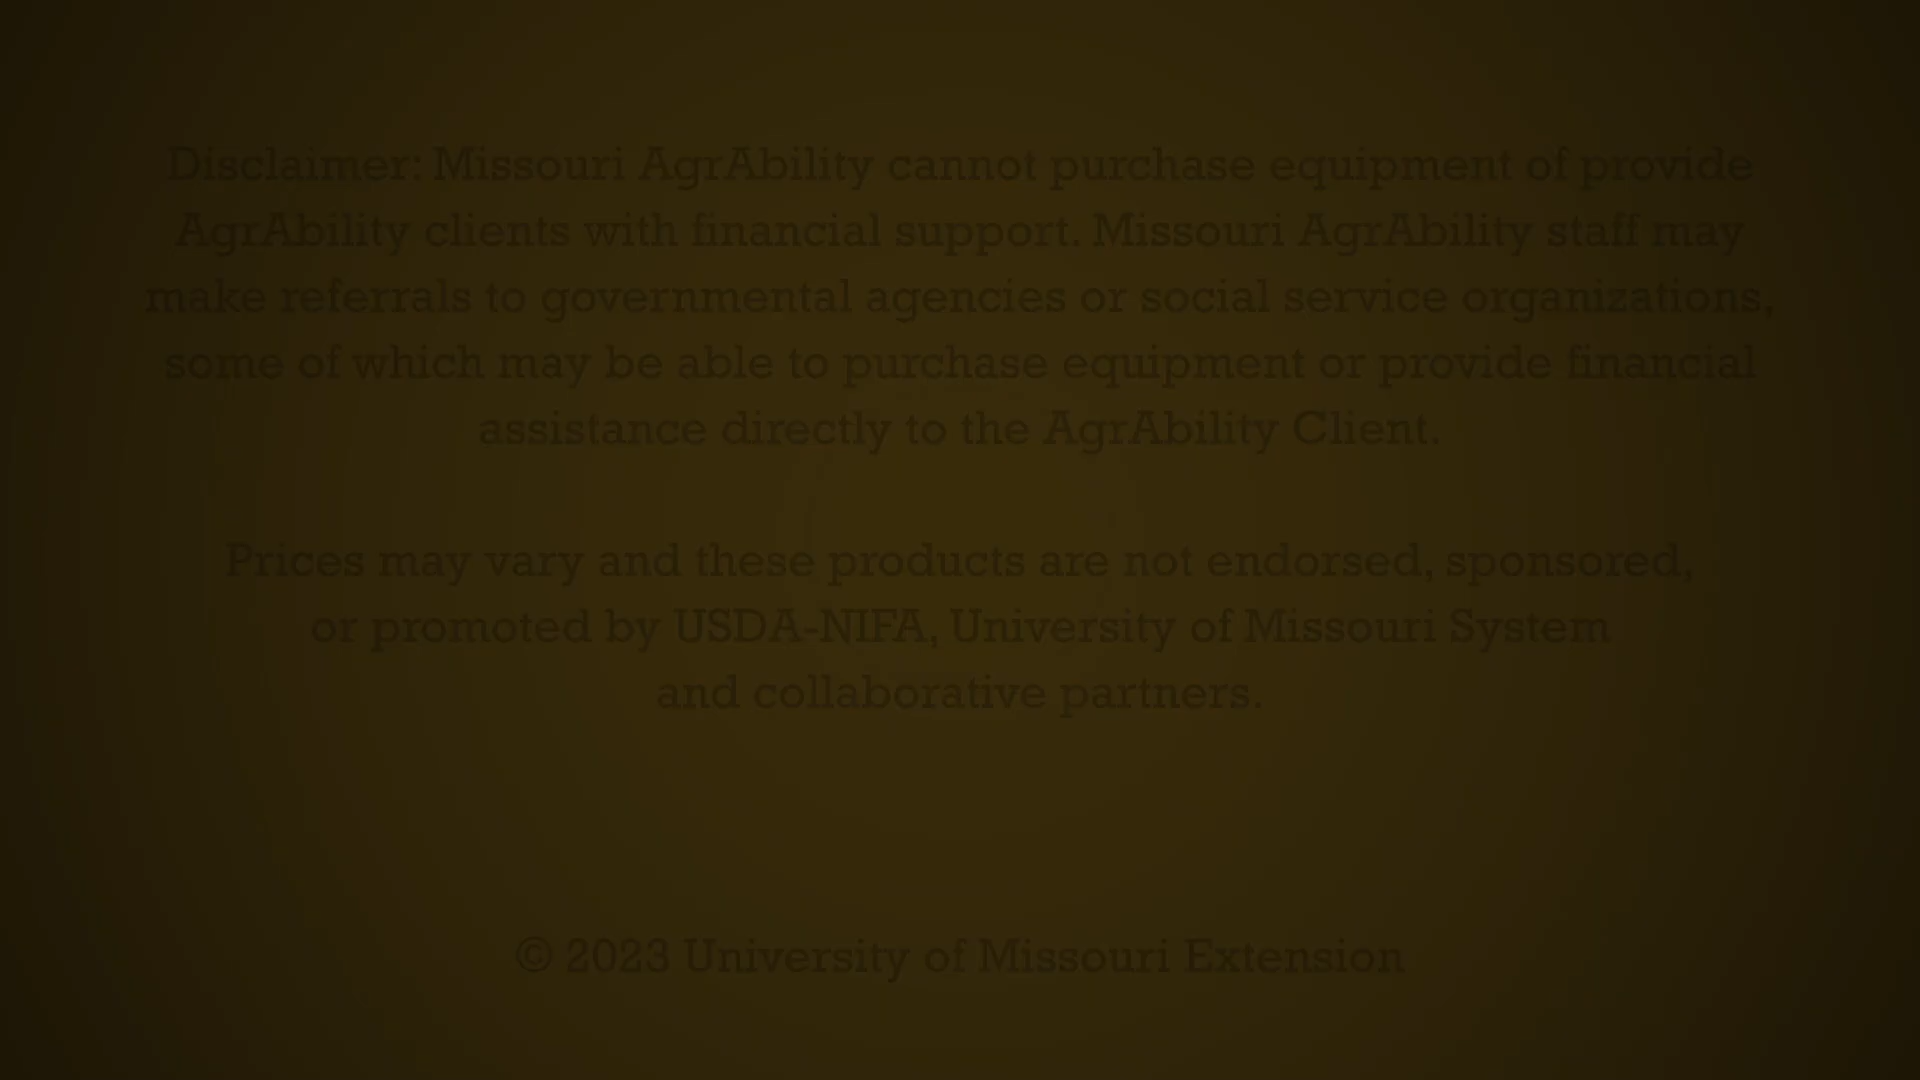 Disclaimer: Missouri AgrAbility cannot purchase equipment of provide
AgrAbility clients with financial support. Missouri AgrAbility staff may
make referrals to governmental agencies or social service organizations,
some of which may be able to purchase equipment or provide financial
assistance directly to the AgrAbility Client.
Prices may vary and these products are not endorsed, sponsored,
or promoted by USDA-NIFA, University of Missouri System
and collaborative partners.
© 2023 University of Missouri Extension